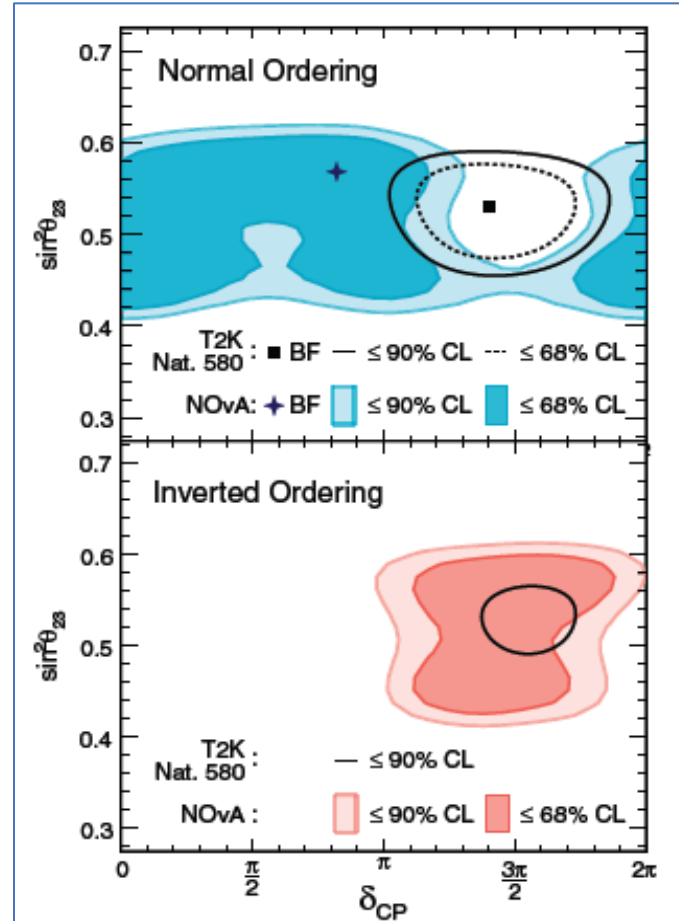 0.7
Normal Ordering
0.6
0.5
sin²θ₂₃
0.4
T2K
Nat. 580 : ■ BF — ≤ 90% CL ---- ≤ 68% CL
NOvA: ✦ BF ≤ 90% CL ≤ 68% CL
0.3
0.7
Inverted Ordering
0.6
0.5
sin²θ₂₃
0.4
T2K
Nat. 580 : — ≤ 90% CL
NOvA : ≤ 90% CL ≤ 68% CL
0.3
0 π/2 π 3π/2 2π
δCP